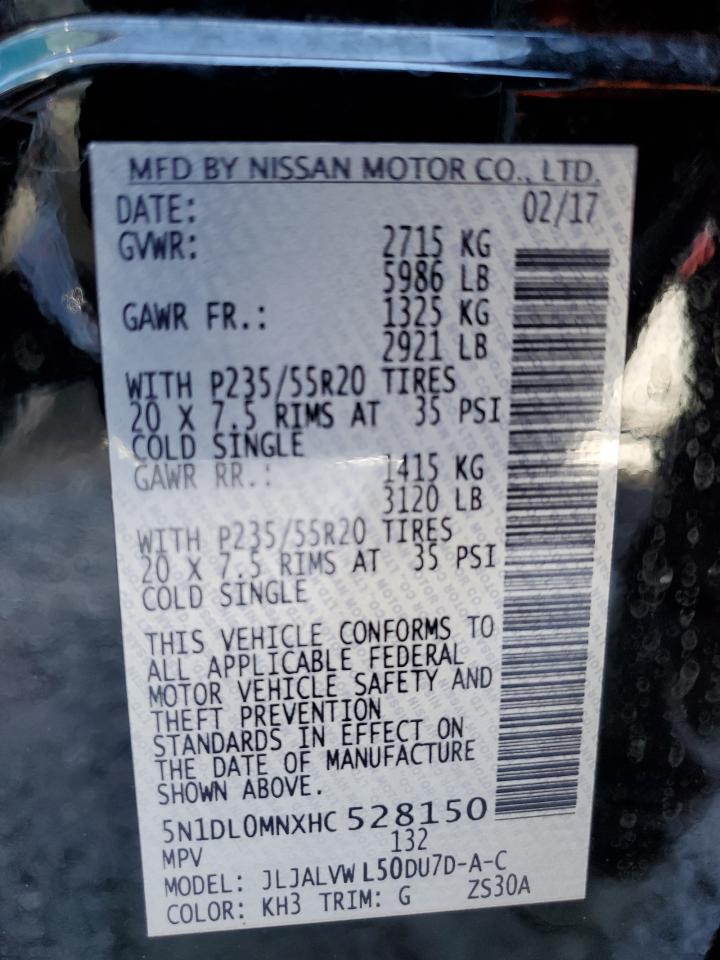 MFD BY NISSAN MOTOR CO., LTD.
DATE: 02/17
GVWR: 2715 KG
5986 LB
GAWR FR.: 1325 KG
2921 LB
WITH P235/55R20 TIRES
20 X 7.5 RIMS AT 35 PSI
COLD SINGLE
GAWR RR.: 1415 KG
3120 LB
WITH P235/55R20 TIRES
20 X 7.5 RIMS AT 35 PSI
COLD SINGLE
THIS VEHICLE CONFORMS TO
ALL APPLICABLE FEDERAL
MOTOR VEHICLE SAFETY AND
THEFT PREVENTION
STANDARDS IN EFFECT ON
THE DATE OF MANUFACTURE
SHOWN ABOVE.
5N1DL0MNXHC 528150
MPV 132
MODEL: JLJALVW L50DU7D-A-C
COLOR: KH3 TRIM: G ZS30A